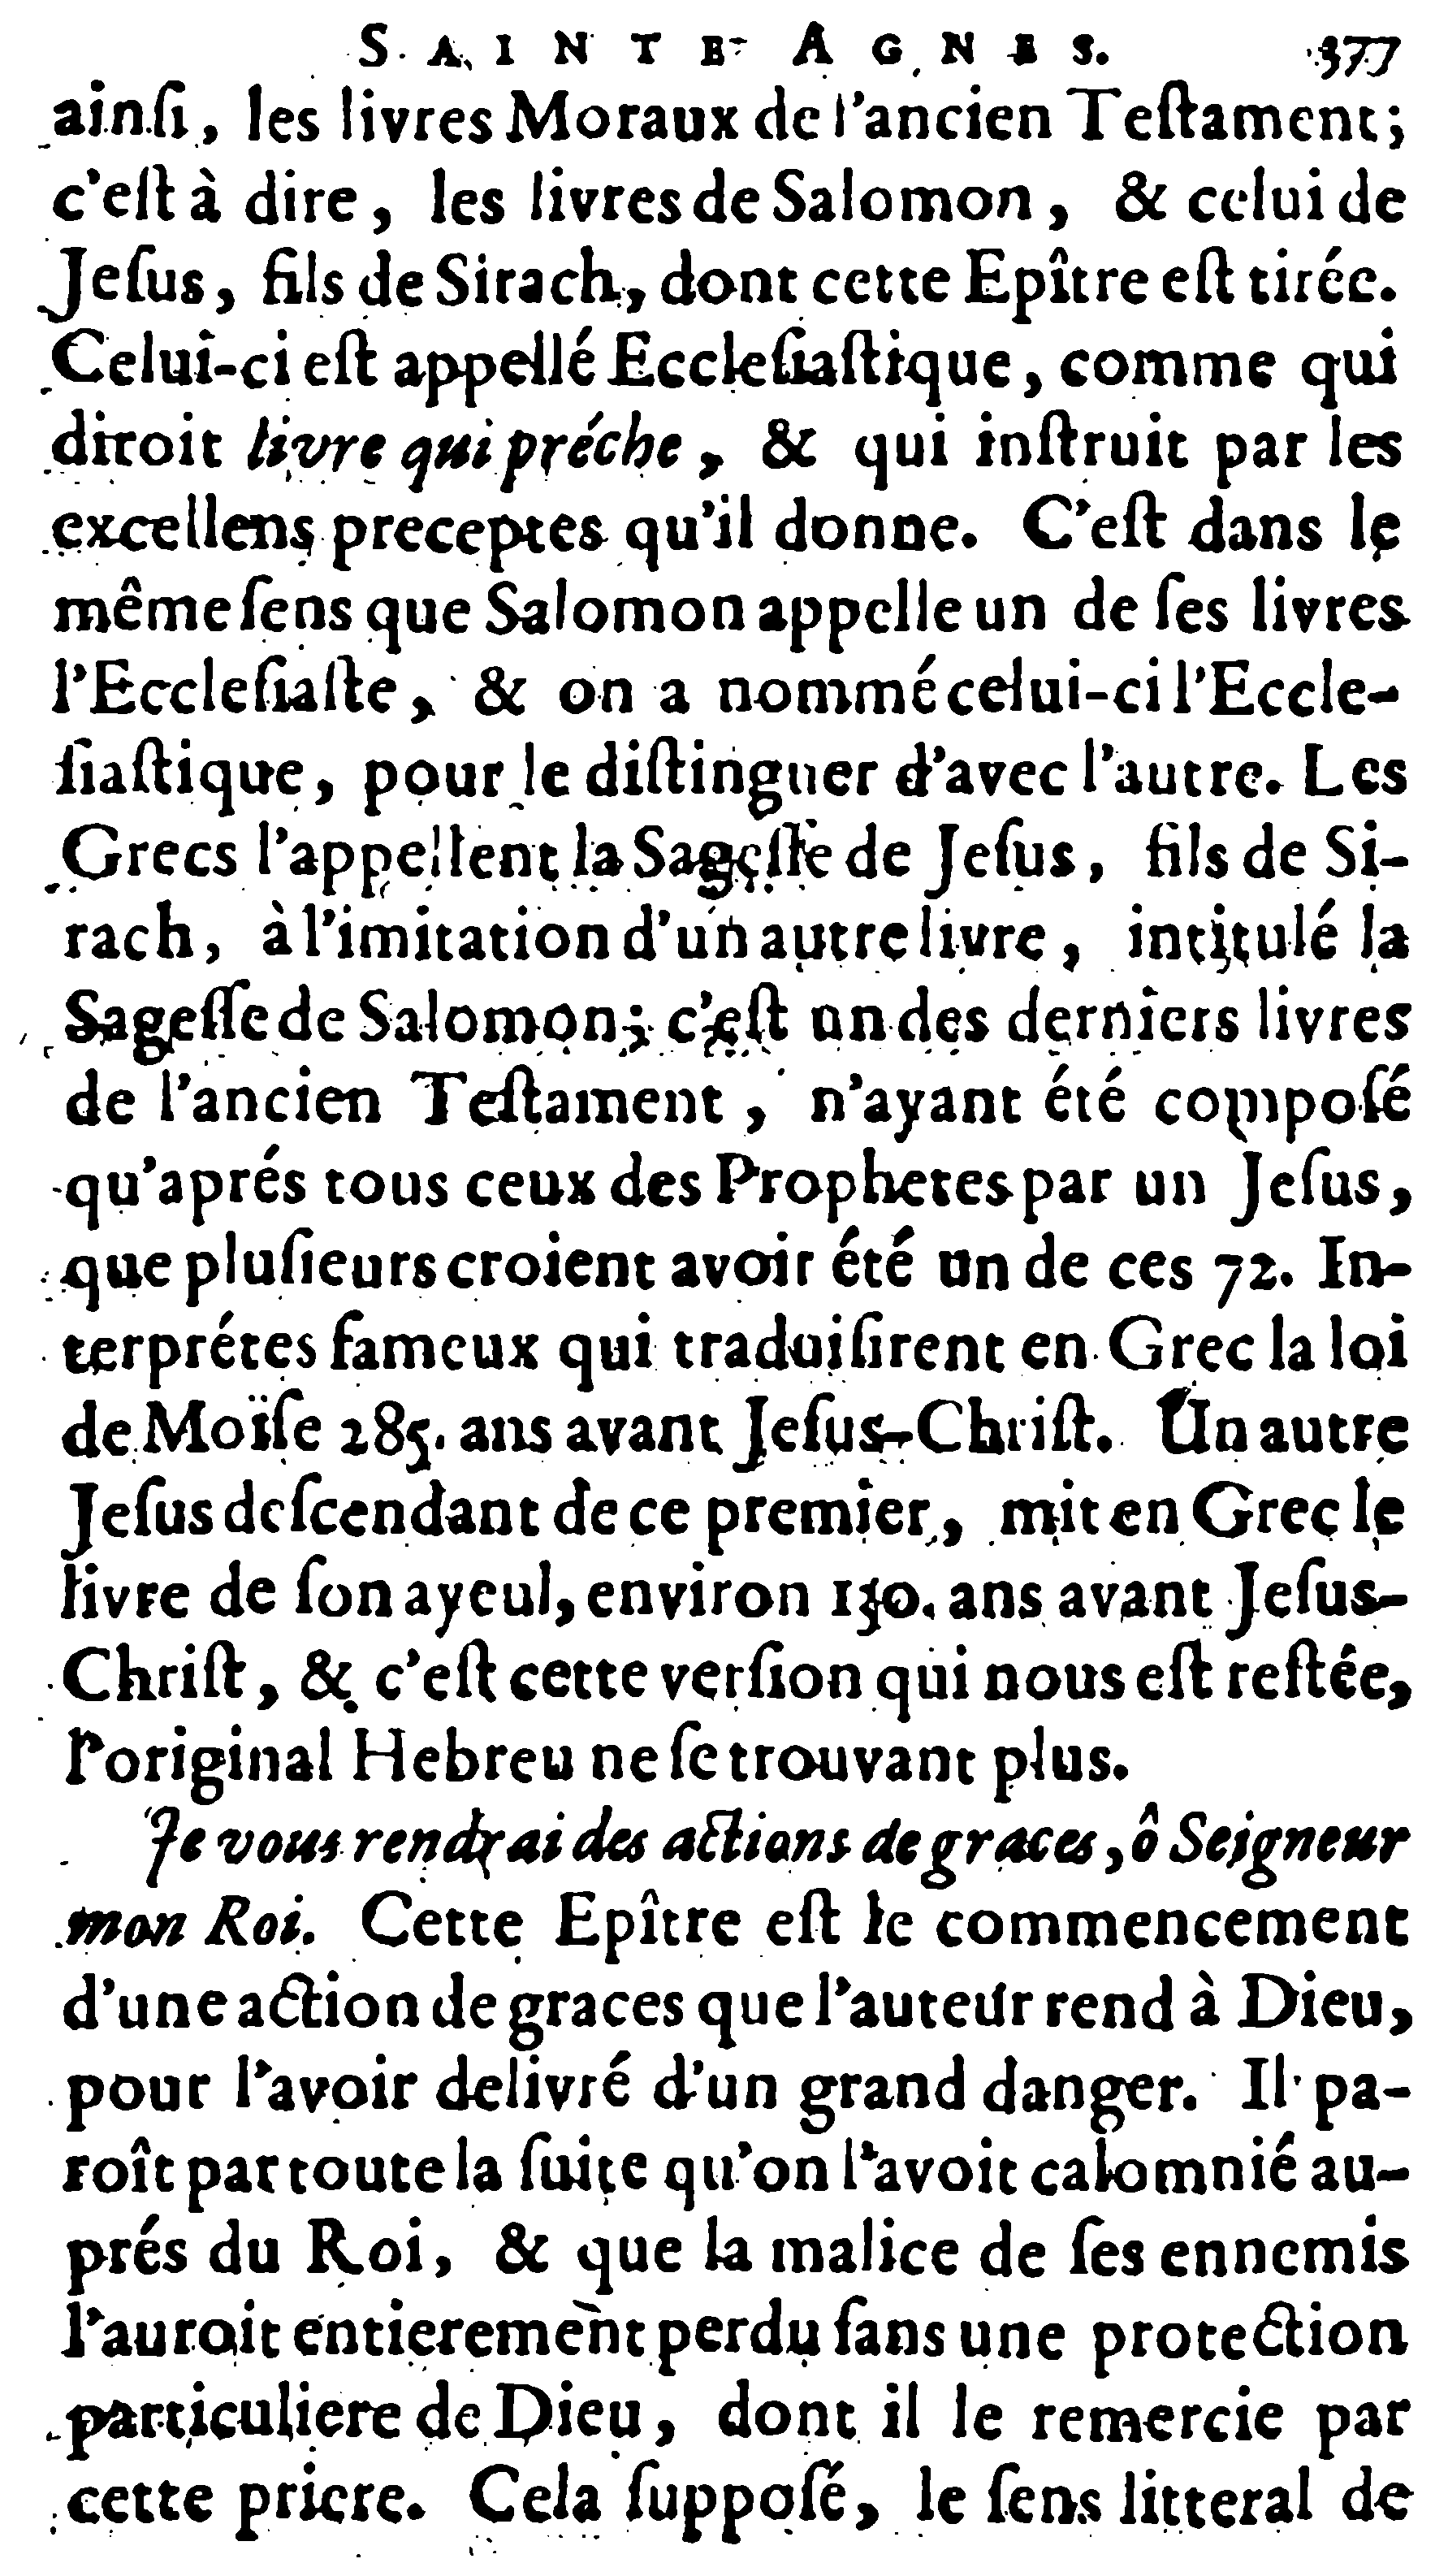 SAINTE AGNES. 377
ainſi, les livres Moraux de l'ancien Teſtament;
c'eſt à dire, les livres de Salomon, & celui de
Jeſus, fils de Sirach, dont cette Epître eſt tirée.
Celui-ci eſt appellé Eccleſiaſtique, comme qui
diroit livre qui préche, & qui inſtruit par les
excellens preceptes qu'il donne. C'eſt dans le
même ſens que Salomon appelle un de ſes livres
l'Eccleſiaſte, & on a nommé celui-ci l'Eccle-
ſiaſtique, pour le diſtinguer d'avec l'autre. Les
Grecs l'appellent la Sageſſe de Jeſus, fils de Si-
rach, à l'imitation d'un autre livre, intitulé la
Sageſſe de Salomon; c'eſt un des derniers livres
de l'ancien Teſtament, n'ayant été compoſé
qu'aprés tous ceux des Prophetes par un Jeſus,
que pluſieurs croient avoir été un de ces 72. In-
terprétes fameux qui traduiſirent en Grec la loi
de Moïſe 285. ans avant Jeſus-Chriſt. Un autre
Jeſus deſcendant de ce premier, mit en Grec le
livre de ſon ayeul, environ 150. ans avant Jeſus-
Chriſt, & c'eſt cette verſion qui nous eſt reſtée,
l'original Hebreu ne ſe trouvant plus.
Je vous rendrai des actions de graces, ô Seigneur
mon Roi. Cette Epître eſt le commencement
d'une action de graces que l'auteur rend à Dieu,
pour l'avoir delivré d'un grand danger. Il pa-
roît par toute la ſuite qu'on l'avoit calomnié au-
prés du Roi, & que la malice de ſes ennemis
l'auroit entierement perdu ſans une protection
particuliere de Dieu, dont il le remercie par
cette priere. Cela ſuppoſé, le ſens litteral de